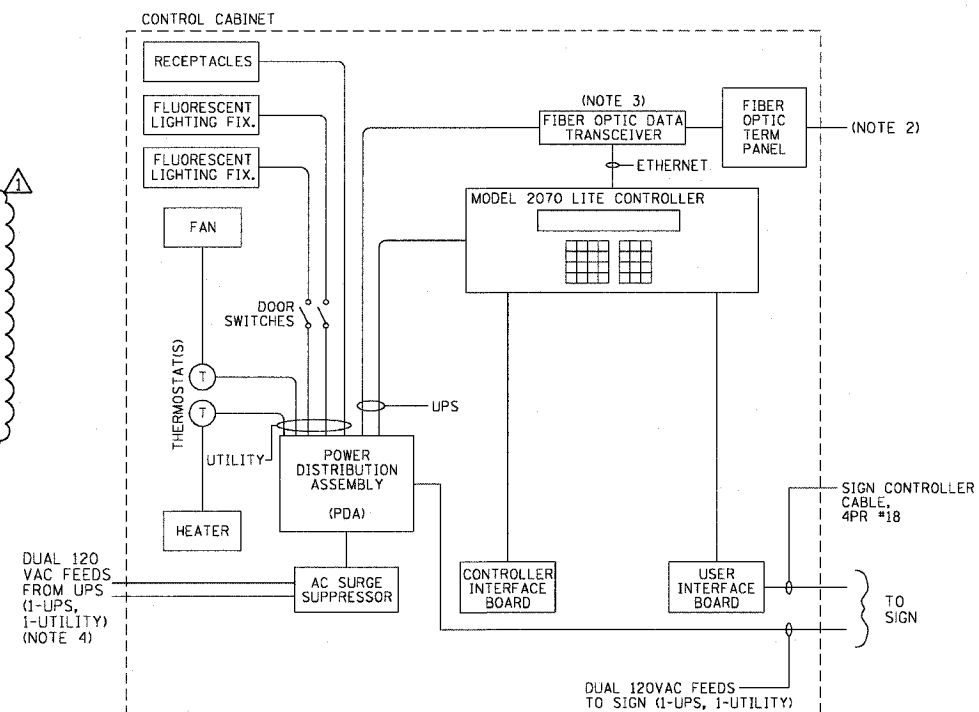 CONTROL CABINET
RECEPTACLES
FLUORESCENT
LIGHTING FIX.
FLUORESCENT
LIGHTING FIX.
1
FAN
DOOR
SWITCHES
THERMOSTAT(S)
T
T
UTILITY
HEATER
POWER
DISTRIBUTION
ASSEMBLY
(PDA)
UPS
AC SURGE
SUPPRESSOR
DUAL 120
VAC FEEDS
FROM UPS
(1-UPS,
1-UTILITY)
(NOTE 4)
(NOTE 3)
FIBER OPTIC DATA
TRANSCEIVER
FIBER
OPTIC
TERM
PANEL
(NOTE 2)
ETHERNET
MODEL 2070 LITE CONTROLLER
CONTROLLER
INTERFACE
BOARD
USER
INTERFACE
BOARD
SIGN CONTROLLER
CABLE,
4PR #18
TO
SIGN
DUAL 120VAC FEEDS
TO SIGN (1-UPS, 1-UTILITY)